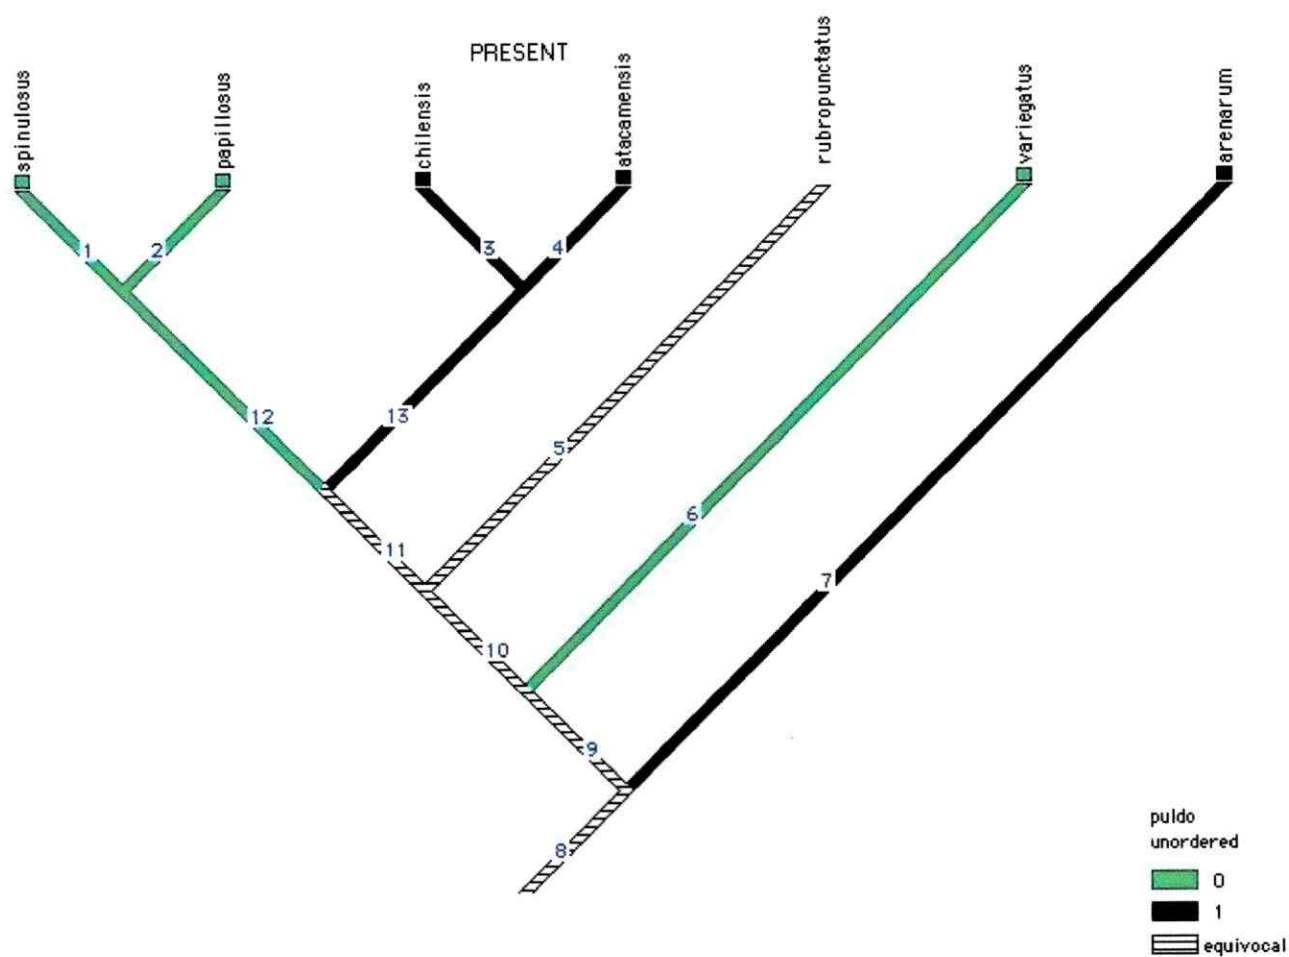 PRESENT
spinulosus
papillosus
chilensis
atacamensis
rubropunctatus
variegatus
arenarum
1
2
3
4
12
13
5
6
11
7
10
9
8
puldo
unordered
0
1
equivocal